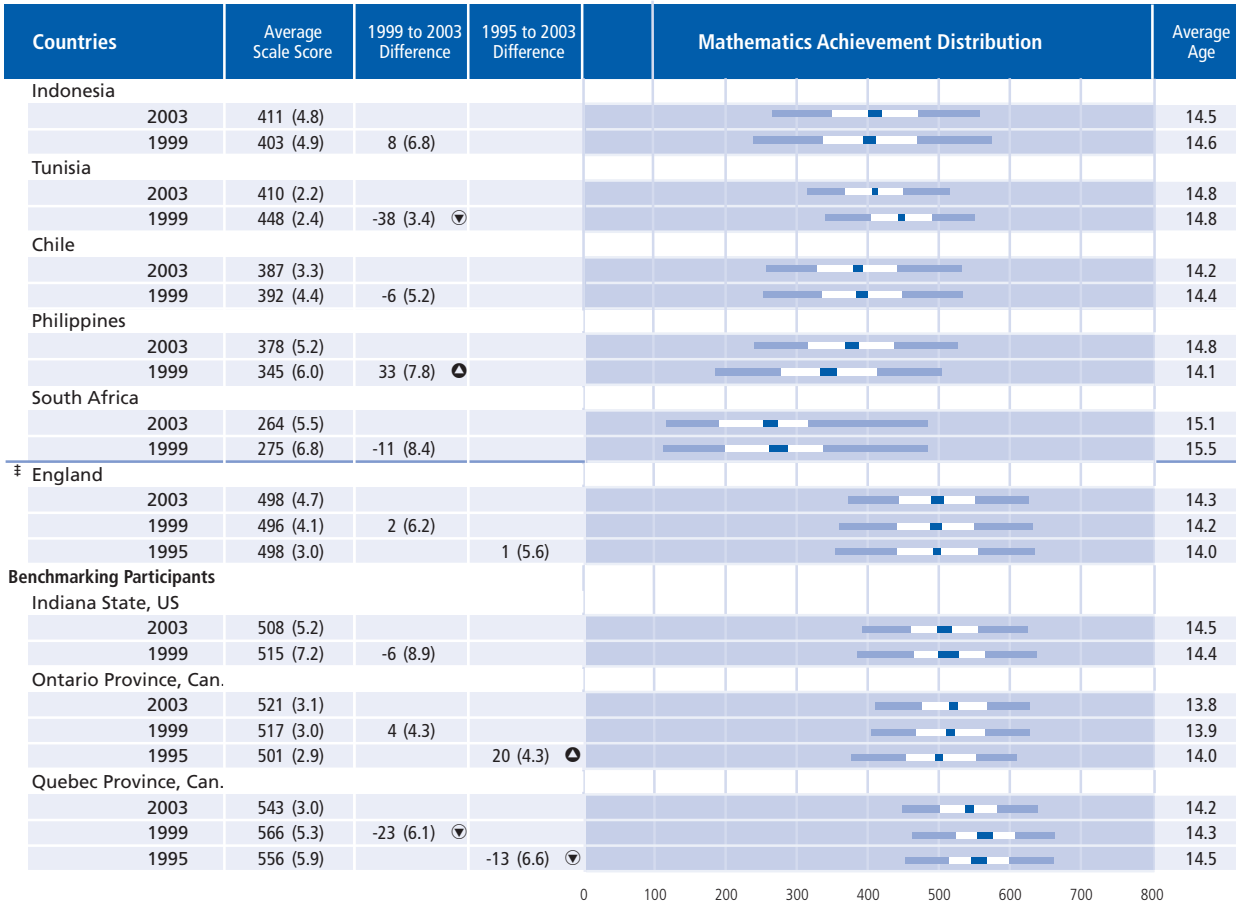 Countries Average Scale Score 1999 to 2003 Difference 1995 to 2003 Difference Mathematics Achievement Distribution Average Age
Indonesia
2003 411 (4.8) 14.5
1999 403 (4.9) 8 (6.8) 14.6
Tunisia
2003 410 (2.2) 14.8
1999 448 (2.4) -38 (3.4) ▼ 14.8
Chile
2003 387 (3.3) 14.2
1999 392 (4.4) -6 (5.2) 14.4
Philippines
2003 378 (5.2) 14.8
1999 345 (6.0) 33 (7.8) ▲ 14.1
South Africa
2003 264 (5.5) 15.1
1999 275 (6.8) -11 (8.4) 15.5
‡ England
2003 498 (4.7) 14.3
1999 496 (4.1) 2 (6.2) 14.2
1995 498 (3.0) 1 (5.6) 14.0
Benchmarking Participants
Indiana State, US
2003 508 (5.2) 14.5
1999 515 (7.2) -6 (8.9) 14.4
Ontario Province, Can.
2003 521 (3.1) 13.8
1999 517 (3.0) 4 (4.3) 13.9
1995 501 (2.9) 20 (4.3) ▲ 14.0
Quebec Province, Can.
2003 543 (3.0) 14.2
1999 566 (5.3) -23 (6.1) ▼ 14.3
1995 556 (5.9) -13 (6.6) ▼ 14.5
0 100 200 300 400 500 600 700 800